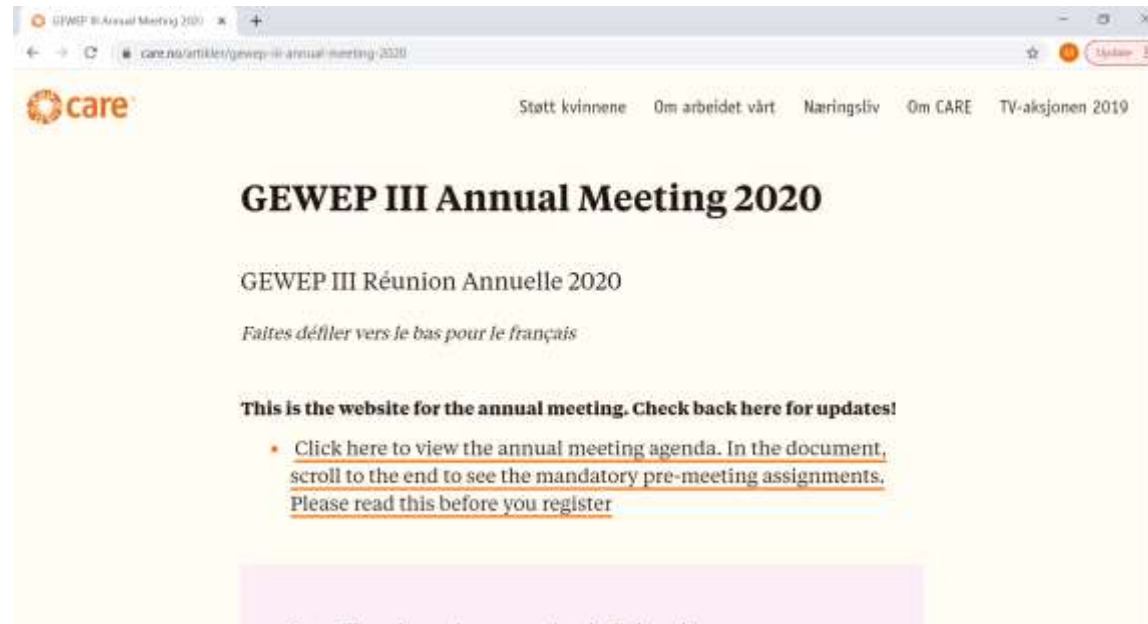 GEWEP III Annual Meeting 2020
care.no/artikler/gewep-iii-annual-meeting-2020
Update
care
Støtt kvinnene Om arbeidet vårt Næringsliv Om CARE TV-aksjonen 2019
GEWEP III Annual Meeting 2020
GEWEP III Réunion Annuelle 2020
Faites défiler vers le bas pour le français
This is the website for the annual meeting. Check back here for updates!
Click here to view the annual meeting agenda. In the document,
scroll to the end to see the mandatory pre-meeting assignments.
Please read this before you register